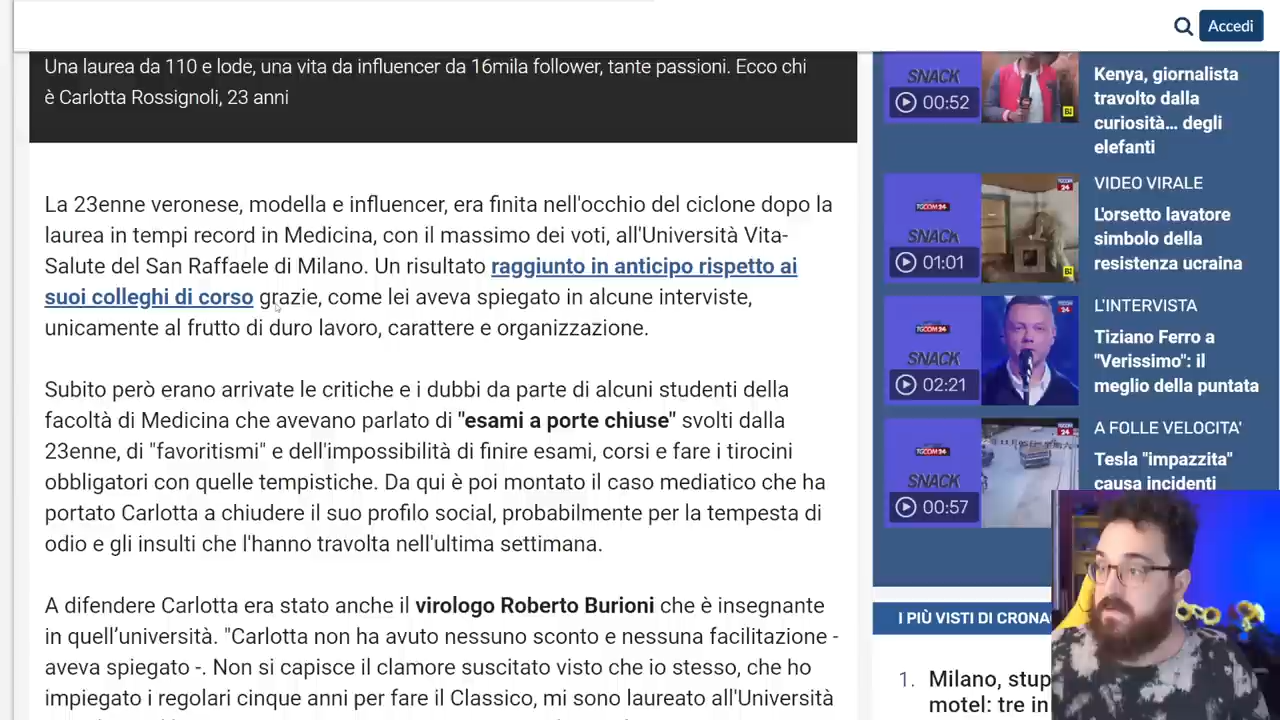 Accedi
Una laurea da 110 e lode, una vita da influencer da 16mila follower, tante passioni. Ecco chi
è Carlotta Rossignoli, 23 anni
La 23enne veronese, modella e influencer, era finita nell'occhio del ciclone dopo la
laurea in tempi record in Medicina, con il massimo dei voti, all'Università Vita-
Salute del San Raffaele di Milano. Un risultato raggiunto in anticipo rispetto ai
suoi colleghi di corso grazie, come lei aveva spiegato in alcune interviste,
unicamente al frutto di duro lavoro, carattere e organizzazione.
Subito però erano arrivate le critiche e i dubbi da parte di alcuni studenti della
facoltà di Medicina che avevano parlato di "esami a porte chiuse" svolti dalla
23enne, di "favoritismi" e dell'impossibilità di finire esami, corsi e fare i tirocini
obbligatori con quelle tempistiche. Da qui è poi montato il caso mediatico che ha
portato Carlotta a chiudere il suo profilo social, probabilmente per la tempesta di
odio e gli insulti che l'hanno travolta nell'ultima settimana.
A difendere Carlotta era stato anche il virologo Roberto Burioni che è insegnante
in quell’università. "Carlotta non ha avuto nessuno sconto e nessuna facilitazione -
aveva spiegato -. Non si capisce il clamore suscitato visto che io stesso, che ho
impiegato i regolari cinque anni per fare il Classico, mi sono laureato all'Università
SNACK
00:52
Kenya, giornalista
travolto dalla
curiosità… degli
elefanti
TGCOM24
SNACK
01:01
VIDEO VIRALE
L'orsetto lavatore
simbolo della
resistenza ucraina
TGCOM24
SNACK
02:21
L'INTERVISTA
Tiziano Ferro a
"Verissimo": il
meglio della puntata
TGCOM24
SNACK
00:57
A FOLLE VELOCITA'
Tesla "impazzita"
causa incidenti
I PIÙ VISTI DI CRONA
1. Milano, stup
motel: tre in